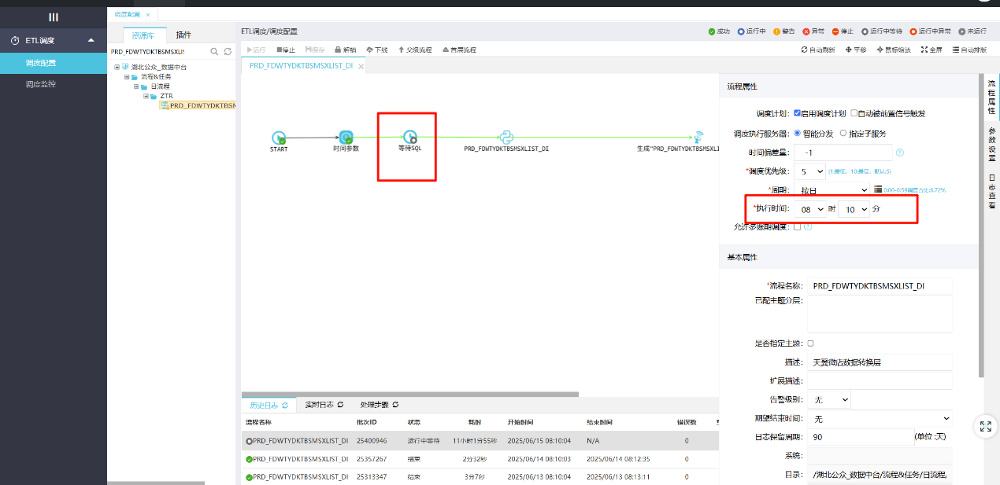 调度配置 ×
ETL调度
调度配置
调度监控
资源库 插件
PRD_FDWTYDKTBSMSXLIS
湖北公众_数据中台
流程&任务
日流程
ZTR
PRD_FDWTYDKTBSM
ETL调度/调度配置
成功 运行中 警告 异常 停止 运行中等待 运行中异常 未运行
运行 停止 保存 解锁 下线 父级流程 首层流程
自动刷新 平移 鼠标缩放 全屏 自动排版
PRD_FDWTYDKTBSMSXLIST_DI ×
START
时间参数
等待SQL
PRD_FDWTYDKTBSMSXLIST_DI
生成"PRD_FDWTYDKTBSMSXLI
流程属性
调度计划: 启用调度计划 自动被前置信号触发
调度执行服务器: 智能分发 指定子服务
时间偏差量: -1
*调度优先级: 5 (1:最低, 10:最高, 默认:5)
*周期: 按日 0:00-0:59调度占比:6.72%
*执行时间: 08 时 10 分
允许多账期调度:
基本属性
*流程名称: PRD_FDWTYDKTBSMSXLIST_DI
已配主题分层:
是否指定主题:
描述: 天翼微店数据转换层
扩展描述:
告警级别: 无
期望结束时间: 无
日志保留周期: 90 (单位:天)
系统:
目录: /湖北公众_数据中台/流程&任务/日流程,
流程属性
参数设置
日志查看
历史日志 实时日志 处理步骤
流程名称 批次ID 状态 耗时 开始时间 结束时间 错误数
PRD_FDWTYDKTBSMSXLIST_DI 25400946 运行中等待 11小时1分55秒 2025/06/15 08:10:04 N/A 0
PRD_FDWTYDKTBSMSXLIST_DI 25357267 结束 2分32秒 2025/06/14 08:10:03 2025/06/14 08:12:35 0
PRD_FDWTYDKTBSMSXLIST_DI 25313347 结束 3分7秒 2025/06/13 08:10:04 2025/06/13 08:13:11 0